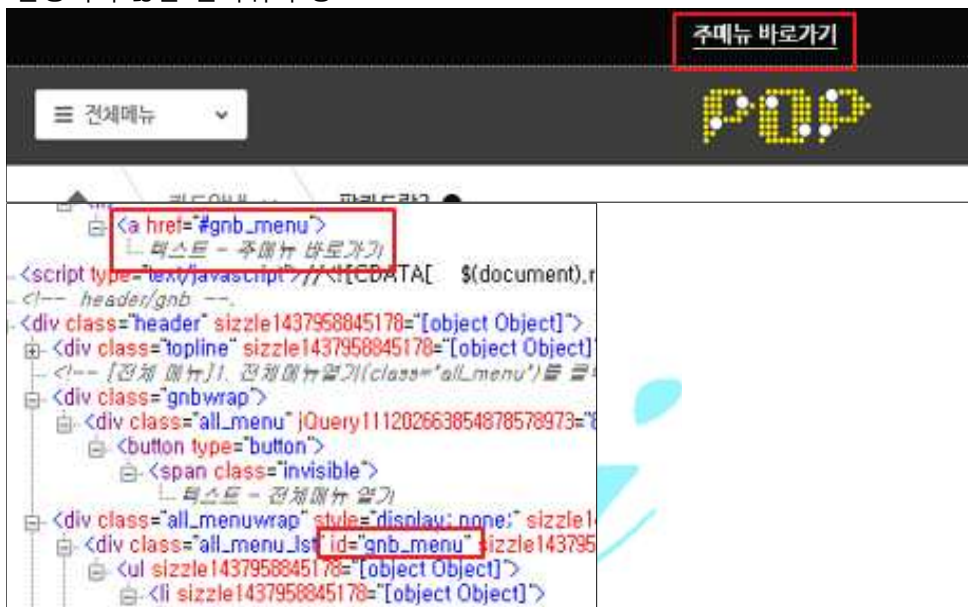 주메뉴 바로가기
전체메뉴
POP
<a href="#gnb_menu">
텍스트 - 주메뉴 바로가기
<script type="text/javascript">//<![CDATA[ $(document).r
<!-- header/gnb --.
<div class="header" sizzle1437958845178="[object Object]">
<div class="topline" sizzle1437958845178="[object Object]
<!-- [전체 메뉴]1. 전체메뉴열기(class="all_menu")를 클
<div class="gnbwrap">
<div class="all_menu" jQuery111202663854878578973="8
<button type="button">
<span class="invisible">
텍스트 - 전체메뉴 열기
<div class="all_menuwrap" style="display: none;" sizzle1
<div class="all_menu_lst" id="gnb_menu" sizzle143795
<ul sizzle1437958845178="[object Object]">
<li sizzle1437958845178="[object Object]">